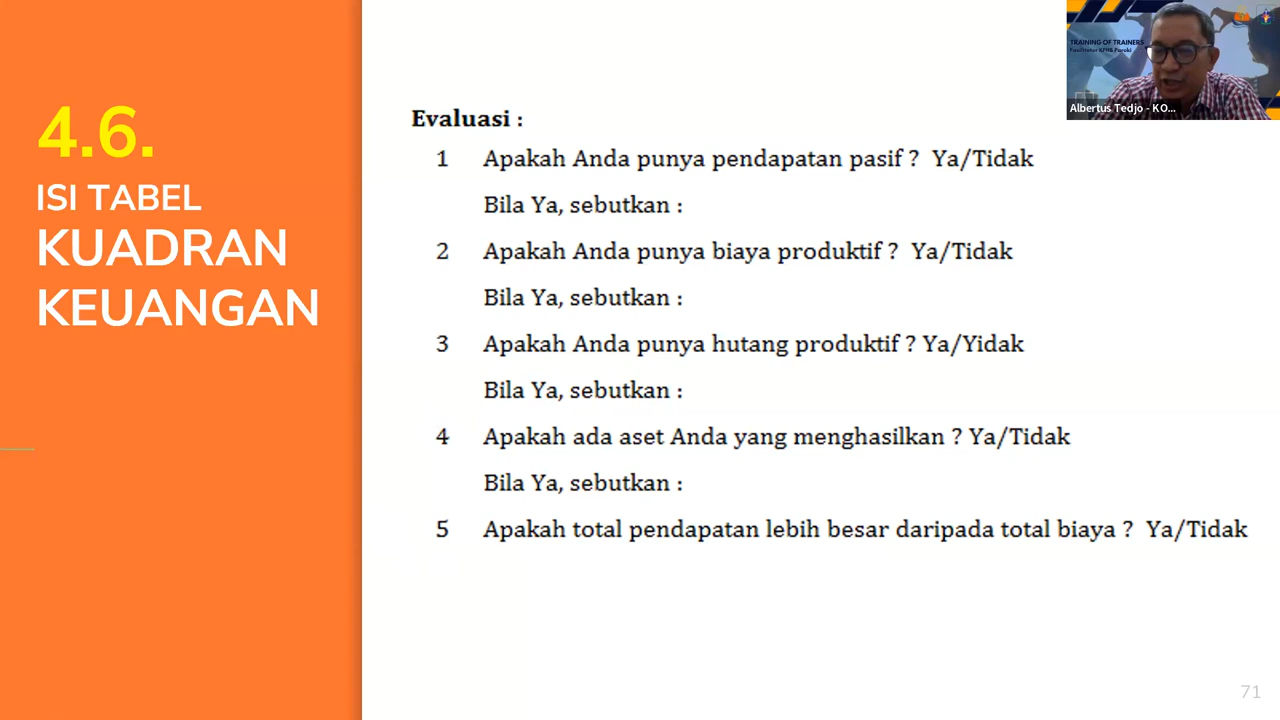 4.6.
ISI TABEL
KUADRAN
KEUANGAN
Evaluasi :
1 Apakah Anda punya pendapatan pasif ? Ya/Tidak
Bila Ya, sebutkan :
2 Apakah Anda punya biaya produktif ? Ya/Tidak
Bila Ya, sebutkan :
3 Apakah Anda punya hutang produktif ? Ya/Yidak
Bila Ya, sebutkan :
4 Apakah ada aset Anda yang menghasilkan ? Ya/Tidak
Bila Ya, sebutkan :
5 Apakah total pendapatan lebih besar daripada total biaya ? Ya/Tidak
TRAINING OF TRAINERS
Albertus Tedjo - KO...
71